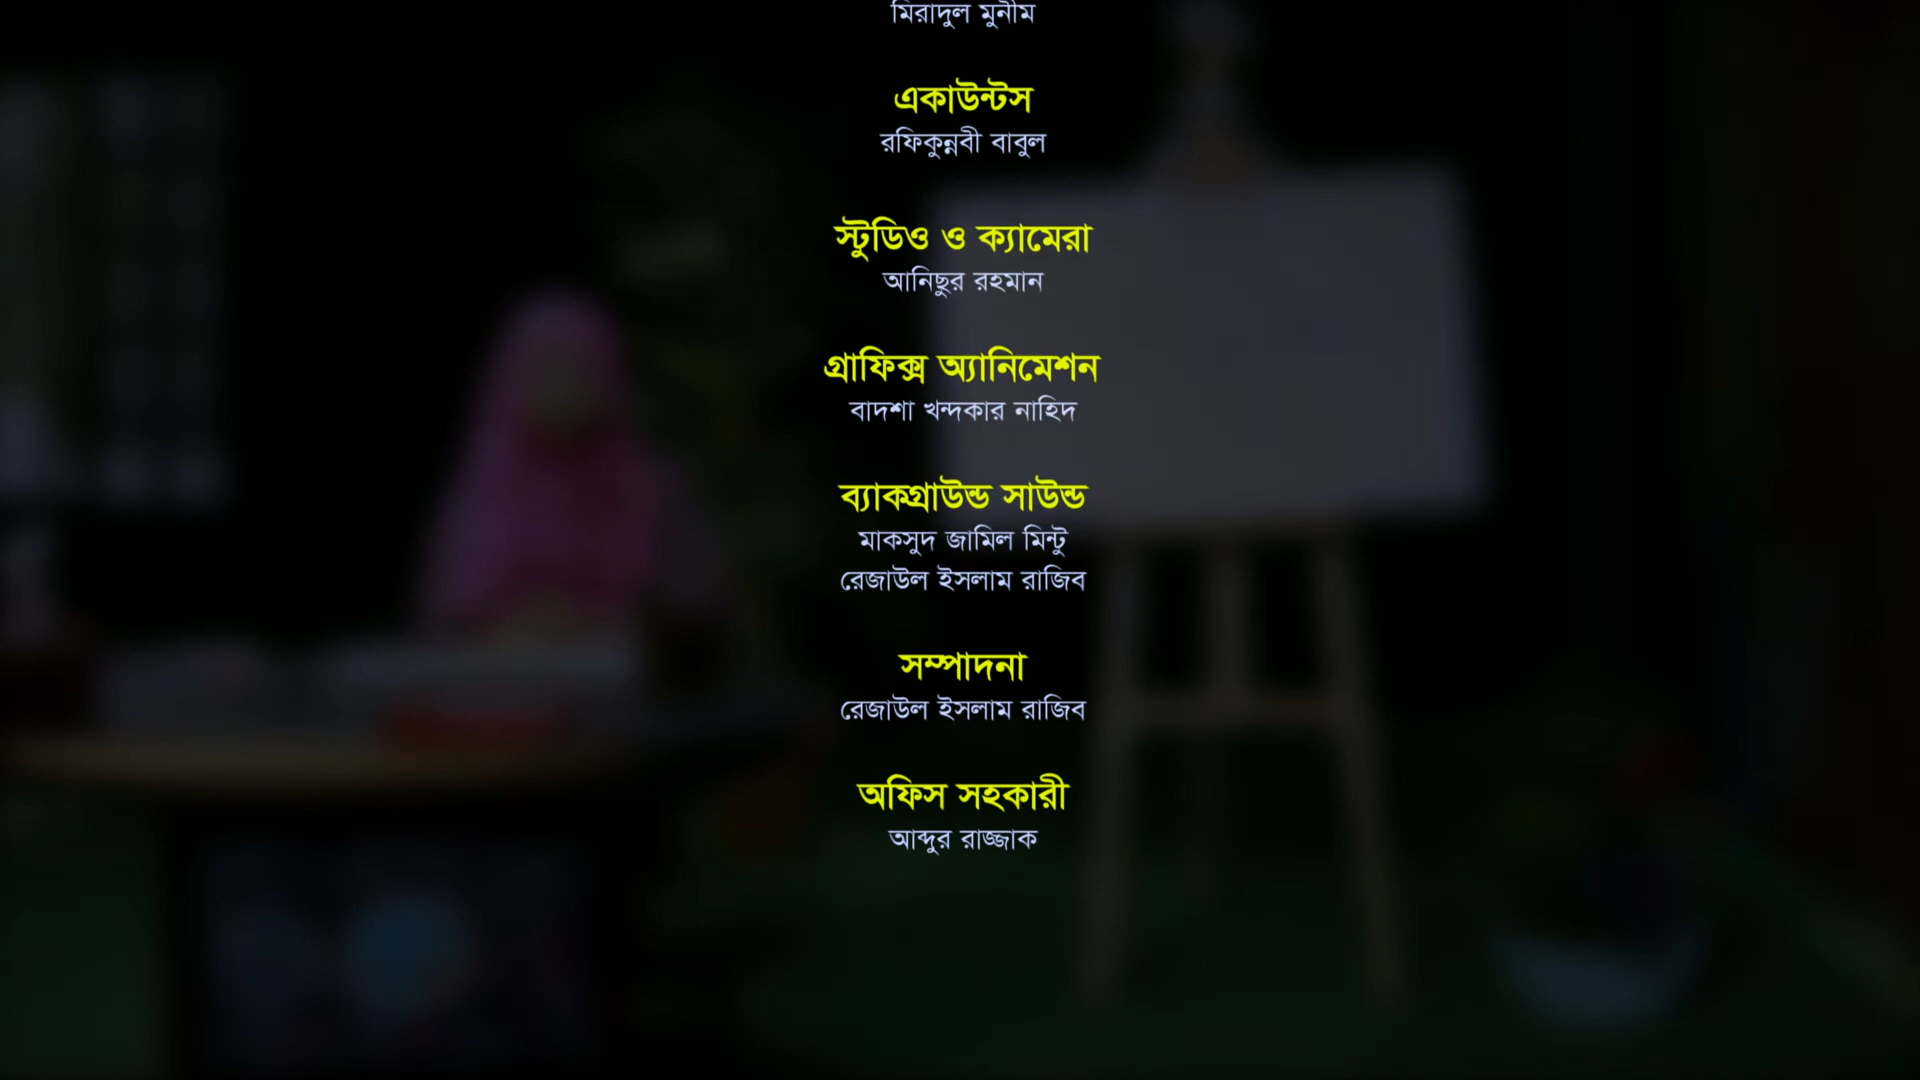 মিরাদুল মুনীম
একাউন্টস
রফিকুন্নবী বাবুল
স্টুডিও ও ক্যামেরা
আনিছুর রহমান
গ্রাফিক্স অ্যানিমেশন
বাদশা খন্দকার নাহিদ
ব্যাকগ্রাউন্ড সাউন্ড
মাকসুদ জামিল মিন্টু
রেজাউল ইসলাম রাজিব
সম্পাদনা
রেজাউল ইসলাম রাজিব
অফিস সহকারী
আব্দুর রাজ্জাক